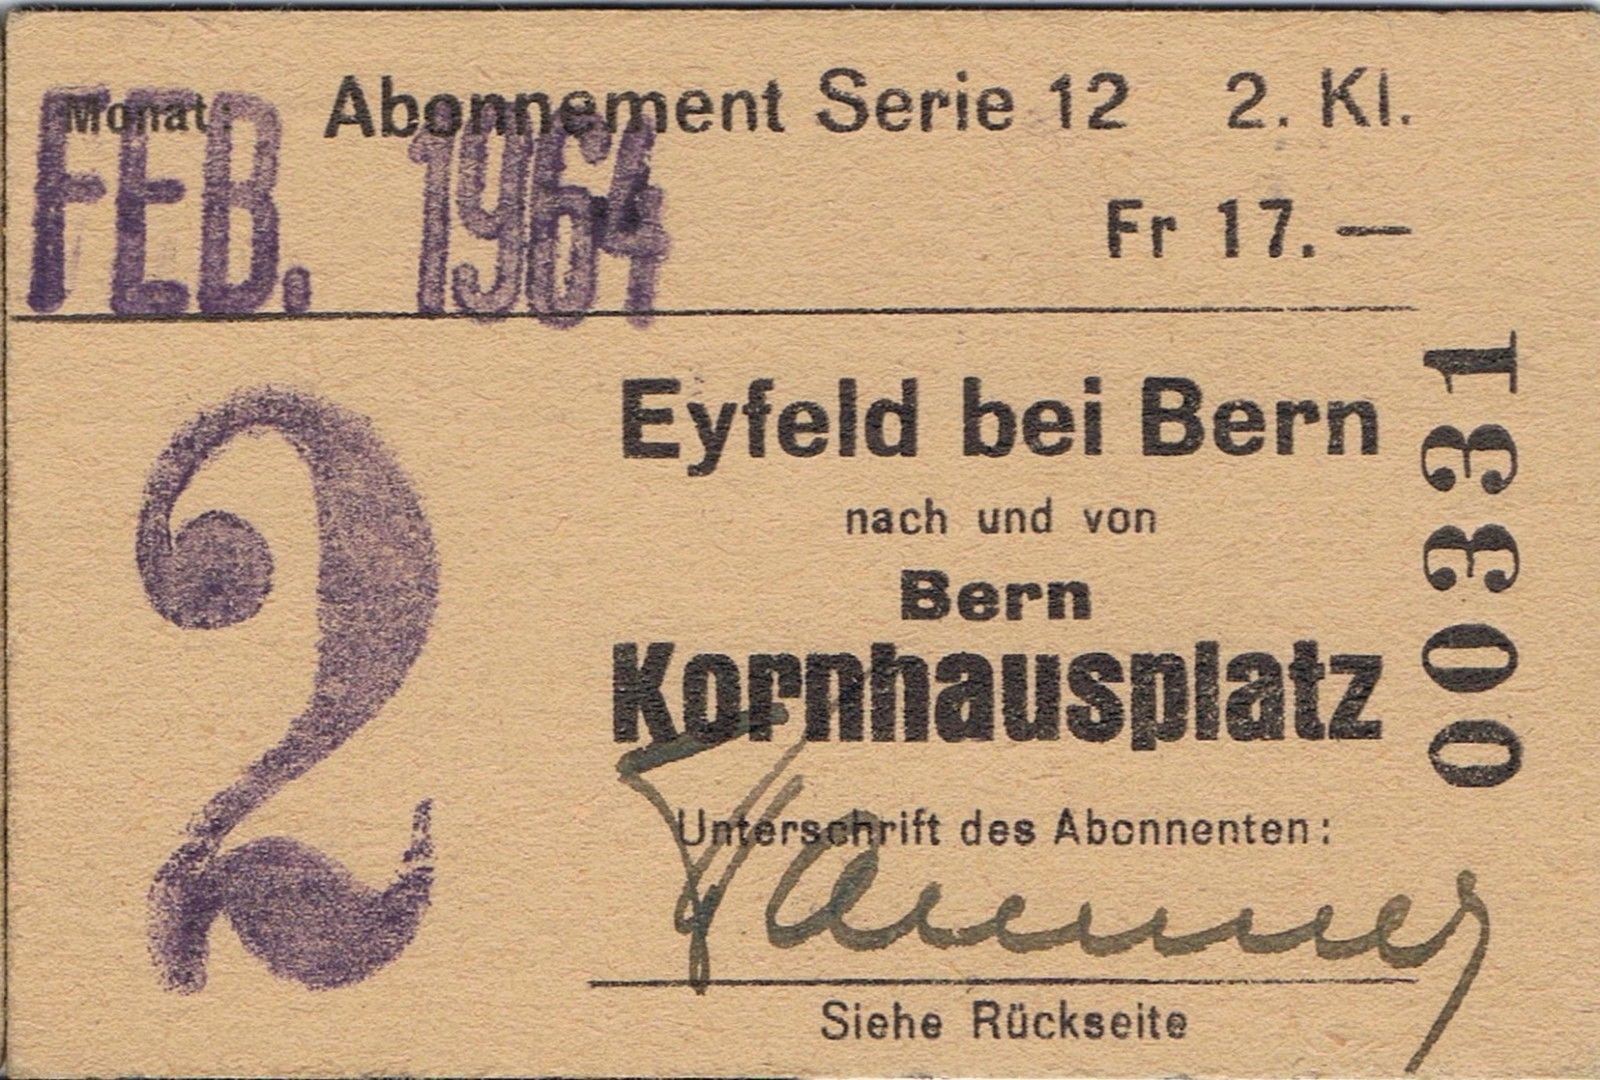 Monat: Abonnement Serie 12 2. Kl.
FEB. 1964
Fr 17.—
2
Eyfeld bei Bern
nach und von
Bern
Kornhausplatz
Unterschrift des Abonnenten:
Siehe Rückseite
00331